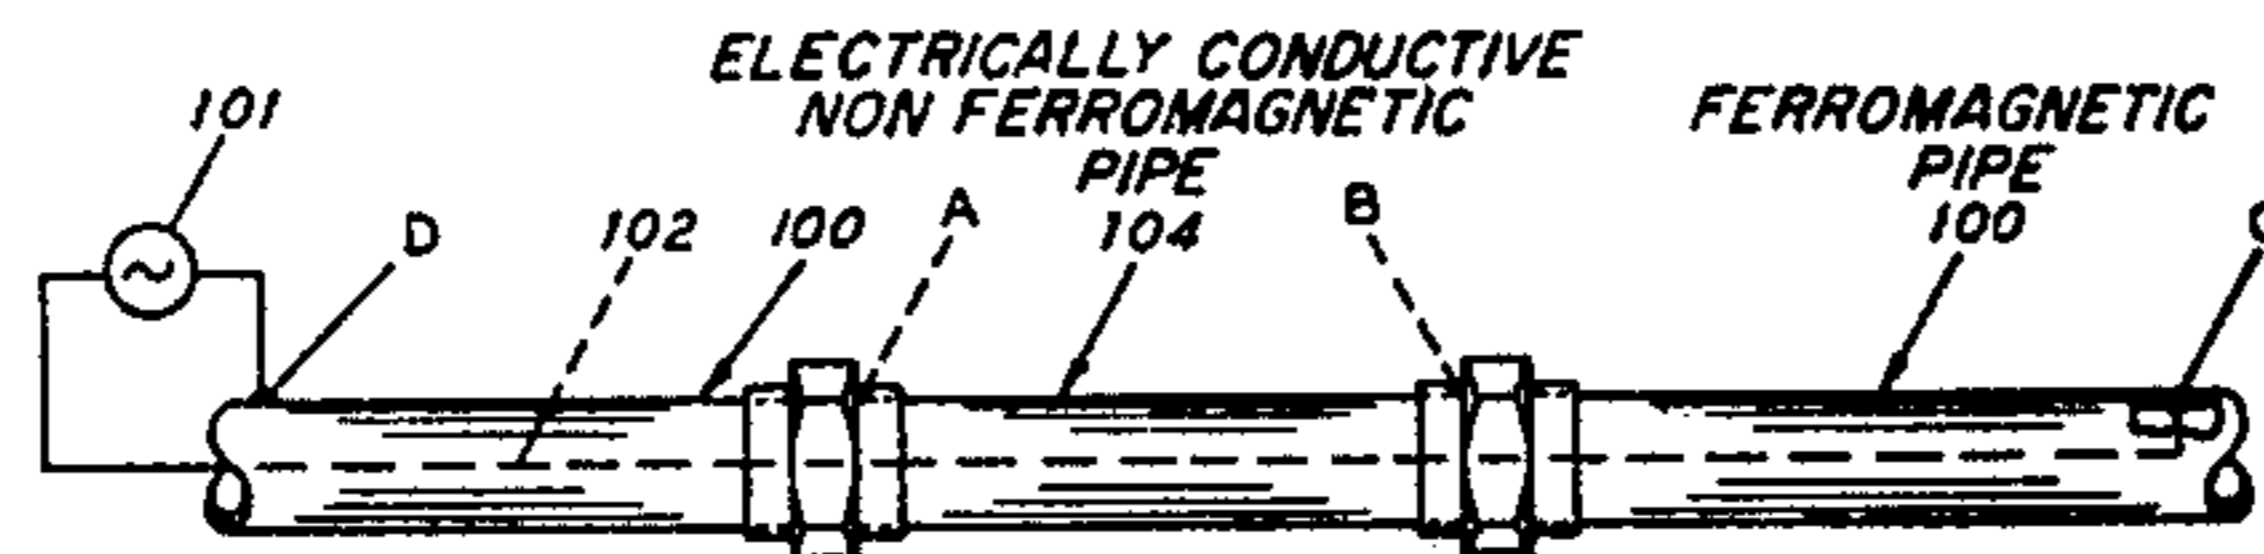 ELECTRICALLY CONDUCTIVE
NON FERROMAGNETIC
PIPE
104
FERROMAGNETIC
PIPE
100
101
D
102
100
A
B